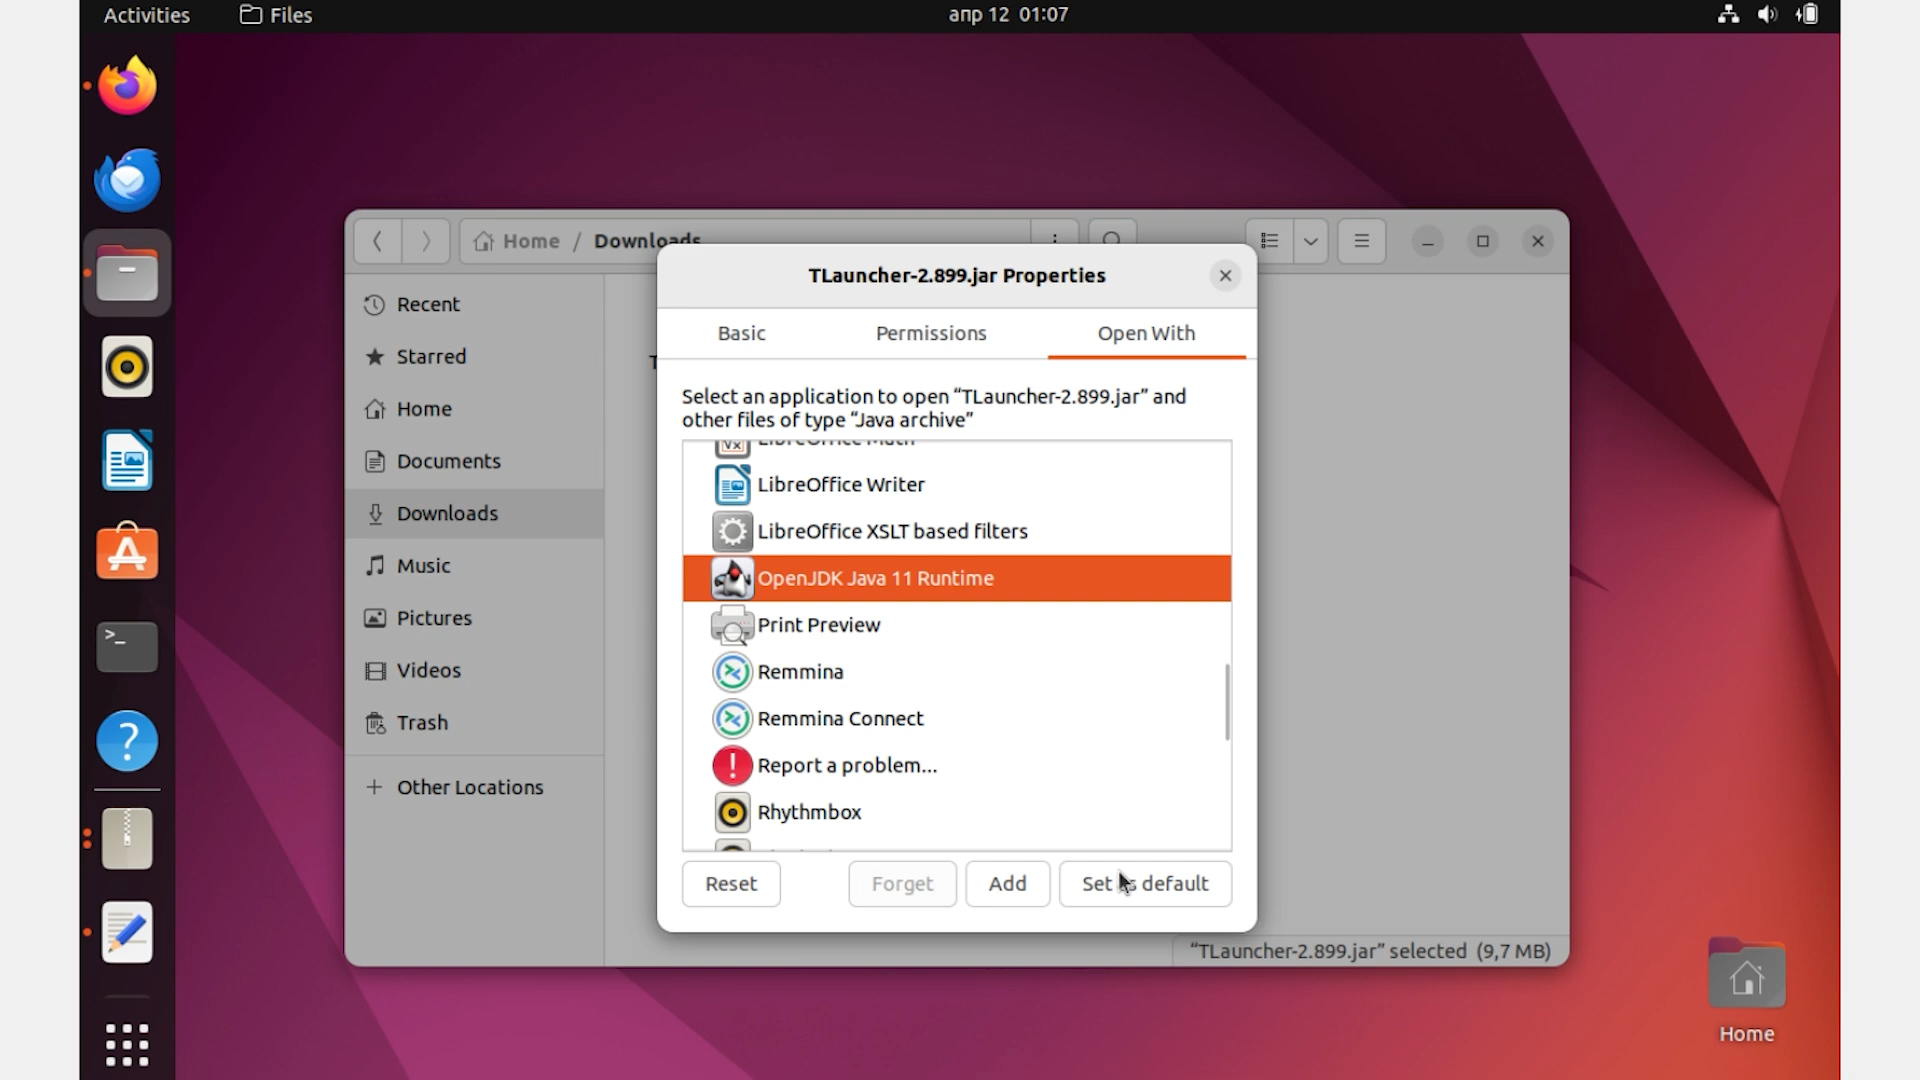 Activities
Files
апр 12 01:07
Home / Downloads
TLauncher-2.899.jar Properties
Basic
Permissions
Open With
Select an application to open “TLauncher-2.899.jar” and
other files of type “Java archive”
LibreOffice Math
LibreOffice Writer
LibreOffice XSLT based filters
OpenJDK Java 11 Runtime
Print Preview
Remmina
Remmina Connect
Report a problem...
Rhythmbox
Reset
Forget
Add
Set as default
Recent
Starred
Home
Documents
Downloads
Music
Pictures
Videos
Trash
+ Other Locations
“TLauncher-2.899.jar” selected (9,7 MB)
Home